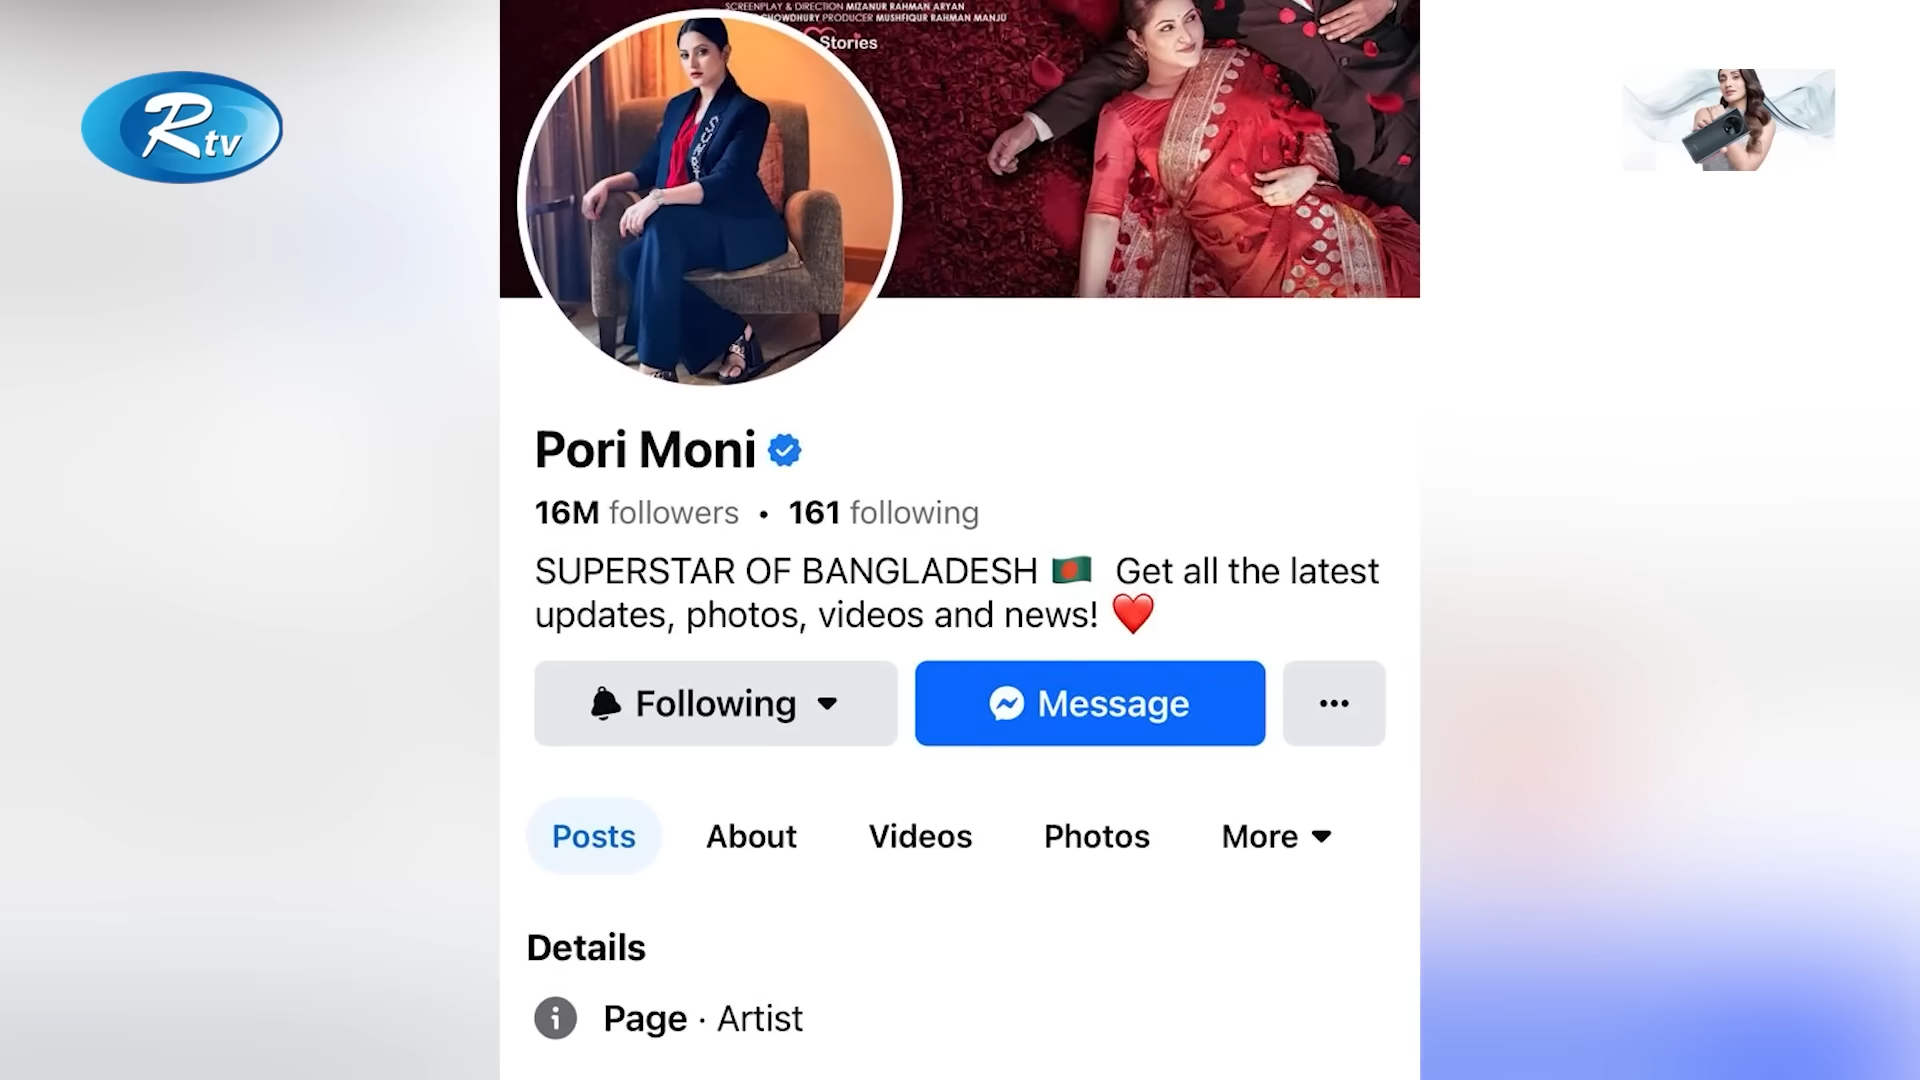 SCREENPLAY & DIRECTION MIZANUR RAHMAN ARYAN
CHOWDHURY PRODUCER MUSHFIQUR RAHMAN MANJU
Stories
Rtv
Pori Moni
16M followers • 161 following
SUPERSTAR OF BANGLADESH 🇧🇩 Get all the latest
updates, photos, videos and news! ❤️
Following
Message
Posts
About
Videos
Photos
More
Details
Page · Artist